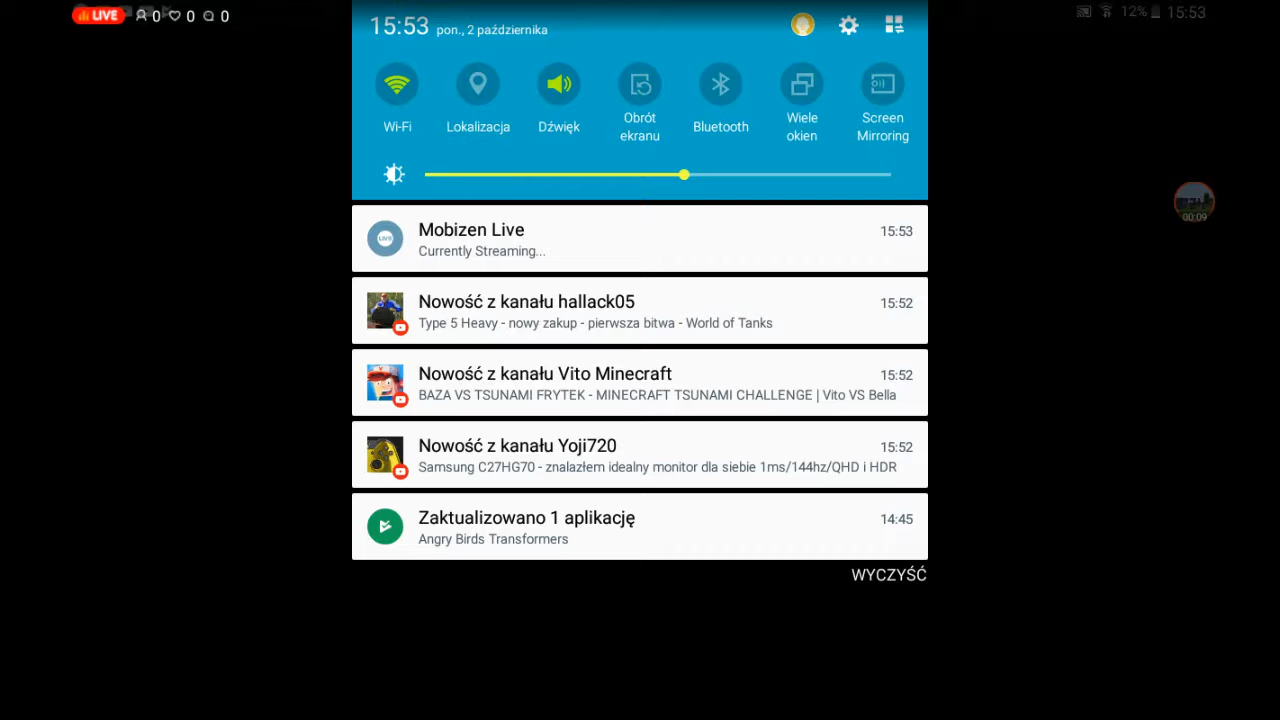 LIVE 0 0 0
12% 15:53
15:53 pon., 2 października
Wi-Fi
Lokalizacja
Dźwięk
Obrót
ekranu
Bluetooth
Wiele
okien
Screen
Mirroring
Mobizen Live 15:53
LIVE Currently Streaming...
00:09
Nowość z kanału hallack05 15:52
Type 5 Heavy - nowy zakup - pierwsza bitwa - World of Tanks
Nowość z kanału Vito Minecraft 15:52
BAZA VS TSUNAMI FRYTEK - MINECRAFT TSUNAMI CHALLENGE | Vito VS Bella
Nowość z kanału Yoji720 15:52
Samsung C27HG70 - znalazłem idealny monitor dla siebie 1ms/144hz/QHD i HDR
Zaktualizowano 1 aplikację 14:45
Angry Birds Transformers
WYCZYŚĆ